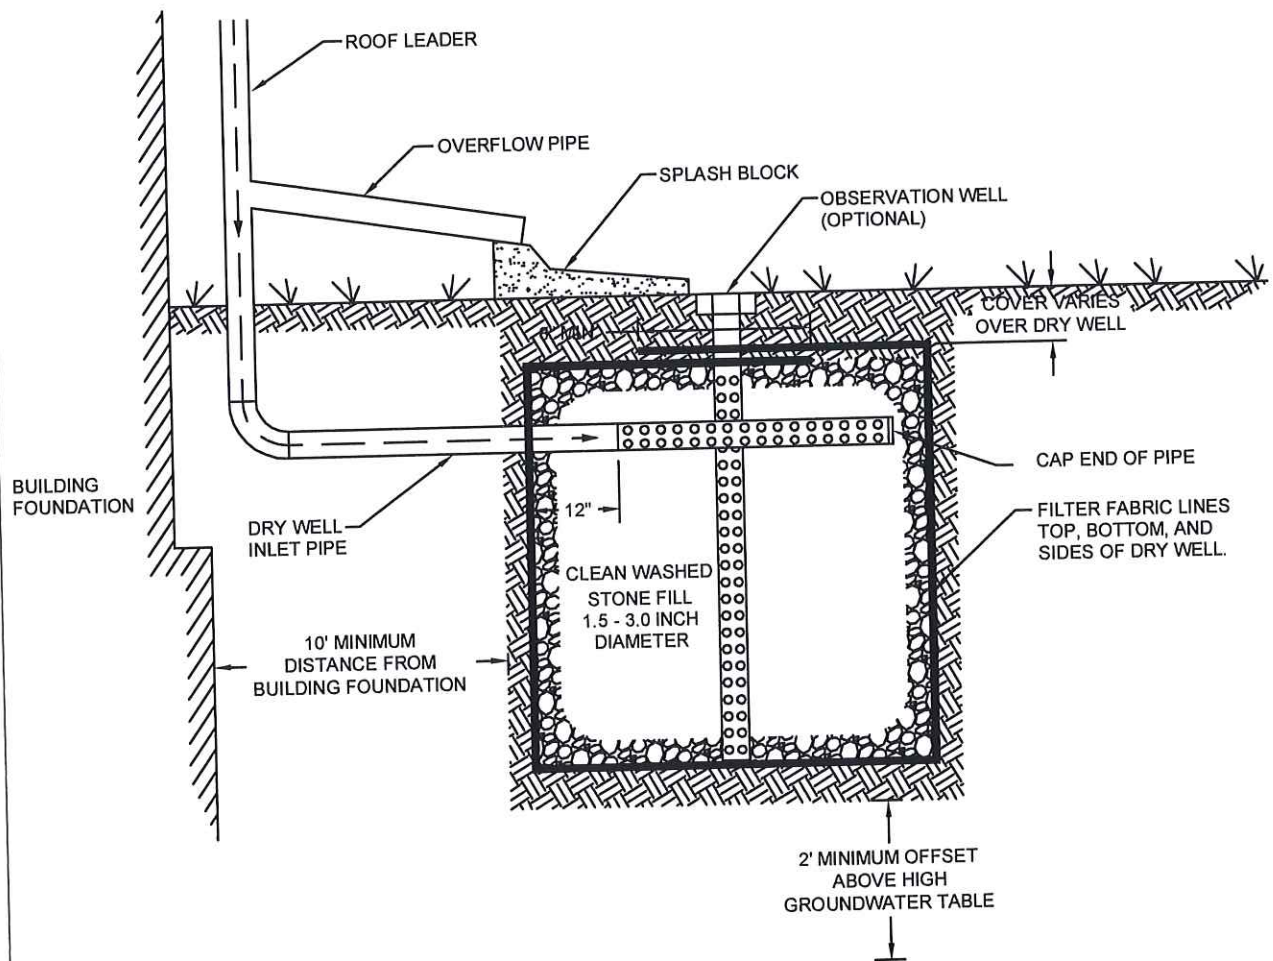 ROOF LEADER
OVERFLOW PIPE
SPLASH BLOCK
OBSERVATION WELL
(OPTIONAL)
COVER VARIES
OVER DRY WELL
MIN
CAP END OF PIPE
BUILDING
FOUNDATION
12"
DRY WELL
INLET PIPE
FILTER FABRIC LINES
TOP, BOTTOM, AND
SIDES OF DRY WELL.
CLEAN WASHED
STONE FILL
1.5 - 3.0 INCH
DIAMETER
10' MINIMUM
DISTANCE FROM
BUILDING FOUNDATION
2' MINIMUM OFFSET
ABOVE HIGH
GROUNDWATER TABLE